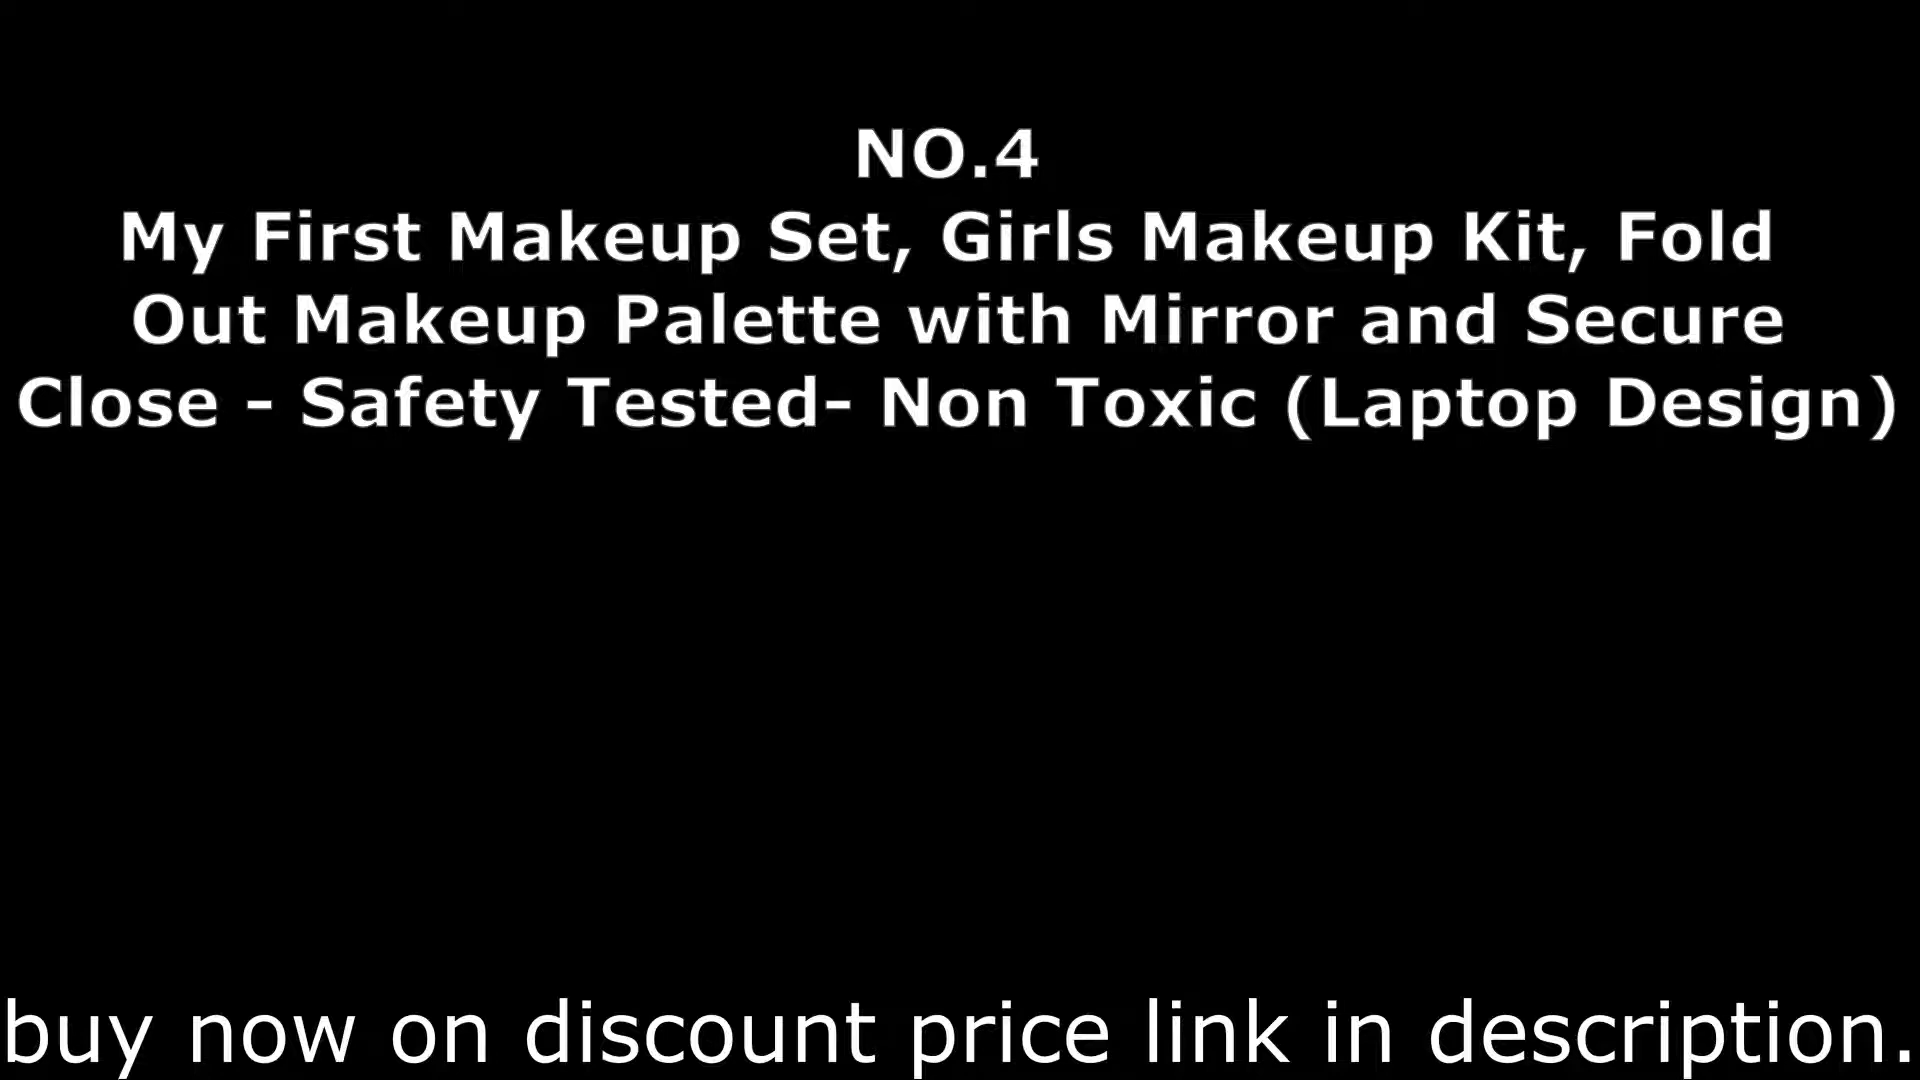 NO.4
My First Makeup Set, Girls Makeup Kit, Fold
Out Makeup Palette with Mirror and Secure
Close - Safety Tested- Non Toxic (Laptop Design)
buy now on discount price link in description.